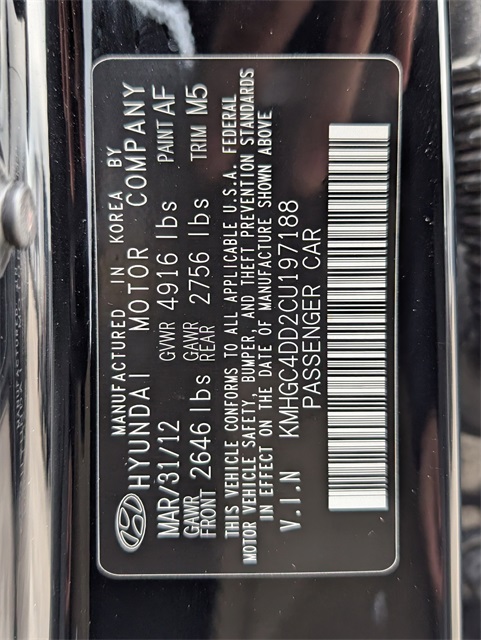 MANUFACTURED IN KOREA BY
HYUNDAI MOTOR COMPANY
MAR/31/12 GVWR 4916 lbs PAINT AF
GAWR FRONT 2646 lbs GAWR REAR 2756 lbs TRIM M5
THIS VEHICLE CONFORMS TO ALL APPLICABLE U.S.A. FEDERAL
MOTOR VEHICLE SAFETY, BUMPER, AND THEFT PREVENTION STANDARDS
IN EFFECT ON THE DATE OF MANUFACTURE SHOWN ABOVE
V.I.N KMHGC4DD2CU197188
PASSENGER CAR